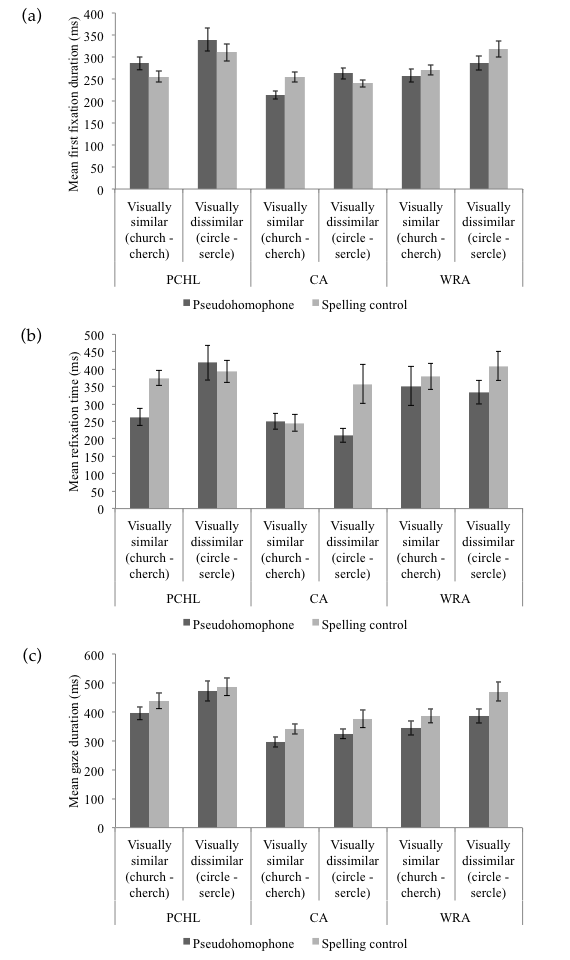 (a)
Mean first fixation duration (ms)
400
350
300
250
200
150
100
50
0
Visually Visually Visually Visually Visually Visually
similar dissimilar similar dissimilar similar dissimilar
(church - (circle - (church - (circle - (church - (circle -
cherch) sercle) cherch) sercle) cherch) sercle)
PCHL CA WRA
Pseudohomophone Spelling control
(b)
Mean refixation time (ms)
500
450
400
350
300
250
200
150
100
50
0
Visually Visually Visually Visually Visually Visually
similar dissimilar similar dissimilar similar dissimilar
(church - (circle - (church - (circle - (church - (circle -
cherch) sercle) cherch) sercle) cherch) sercle)
PCHL CA WRA
Pseudohomophone Spelling control
(c)
Mean gaze duration (ms)
600
500
400
300
200
100
0
Visually Visually Visually Visually Visually Visually
similar dissimilar similar dissimilar similar dissimilar
(church - (circle - (church - (circle - (church - (circle -
cherch) sercle) cherch) sercle) cherch) sercle)
PCHL CA WRA
Pseudohomophone Spelling control